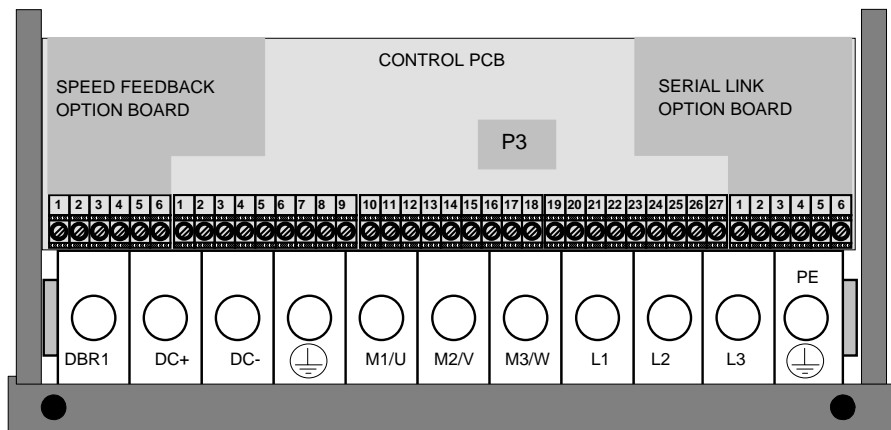 CONTROL PCB
SPEED FEEDBACK
OPTION BOARD
SERIAL LINK
OPTION BOARD
P3
1 2 3 4 5 6 1 2 3 4 5 6 7 8 9 10 11 12 13 14 15 16 17 18 19 20 21 22 23 24 25 26 27 1 2 3 4 5 6
PE
DBR1 DC+ DC- M1/U M2/V M3/W L1 L2 L3